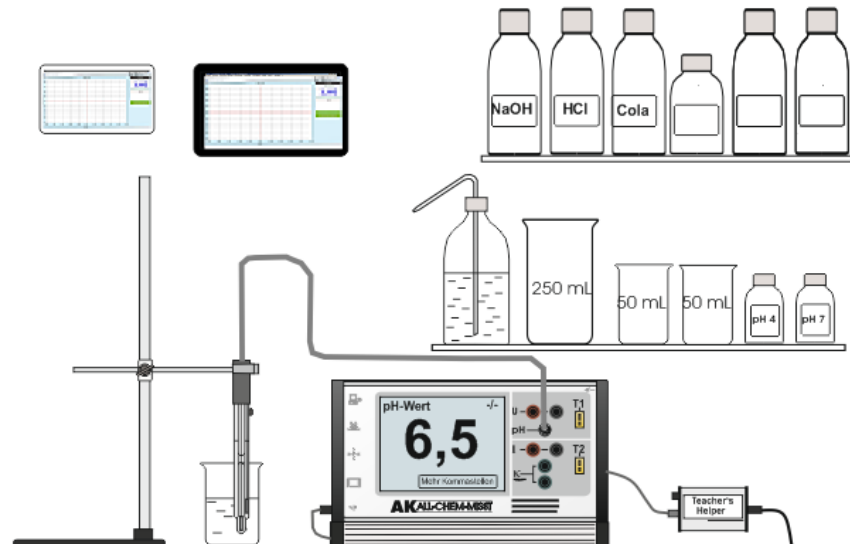 NaOH
HCl
Cola
250 mL
50 mL
50 mL
pH 4
pH 7
pH-Wert
-/-
6,5
Mehr Kommastellen
U
pH
T1
I
T2
AK ALL-CHEM-MISST
Teacher's
Helper